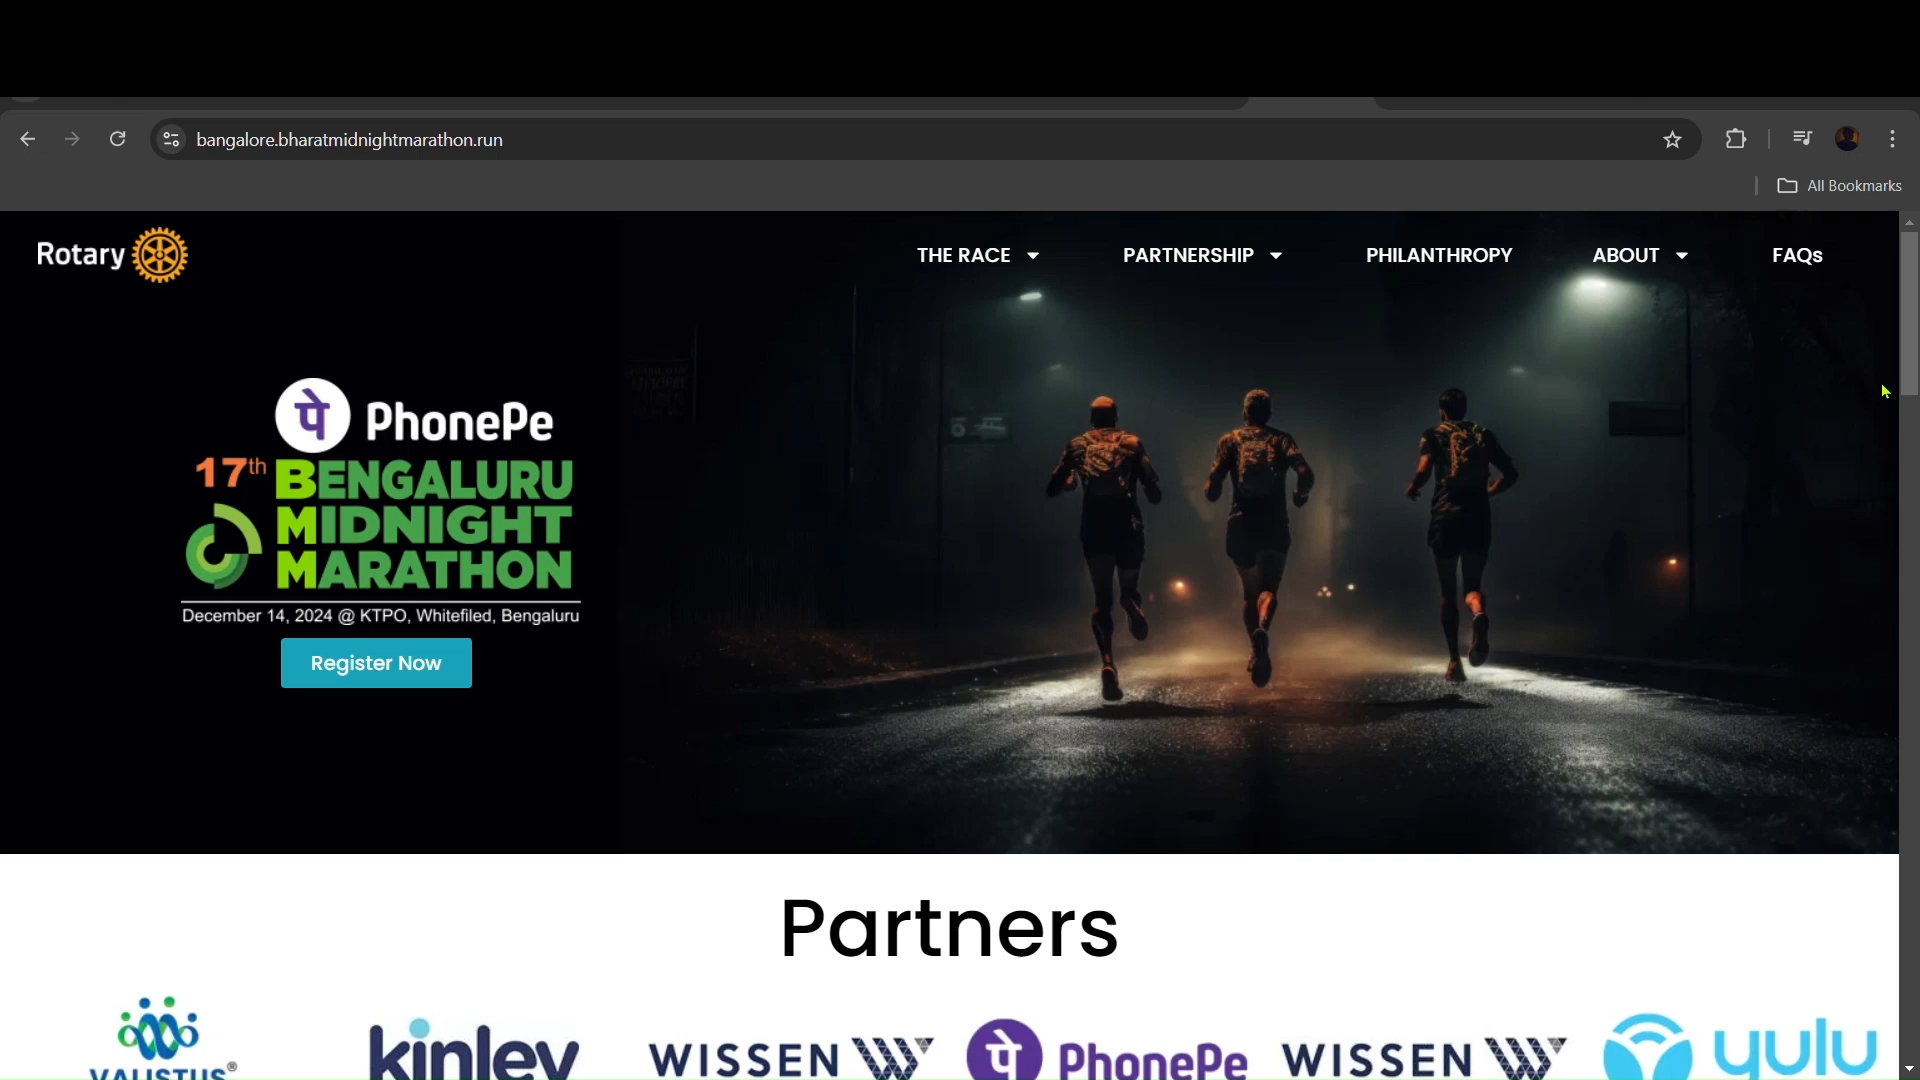 bangalore.bharatmidnightmarathon.run
All Bookmarks
Rotary
THE RACE
PARTNERSHIP
PHILANTHROPY
ABOUT
FAQs
पे PhonePe
17th BENGALURU
MIDNIGHT
MARATHON
December 14, 2024 @ KTPO, Whitefiled, Bengaluru
Register Now
Partners
VALISTUS®
kinley
WISSEN
पे PhonePe
WISSEN
yulu